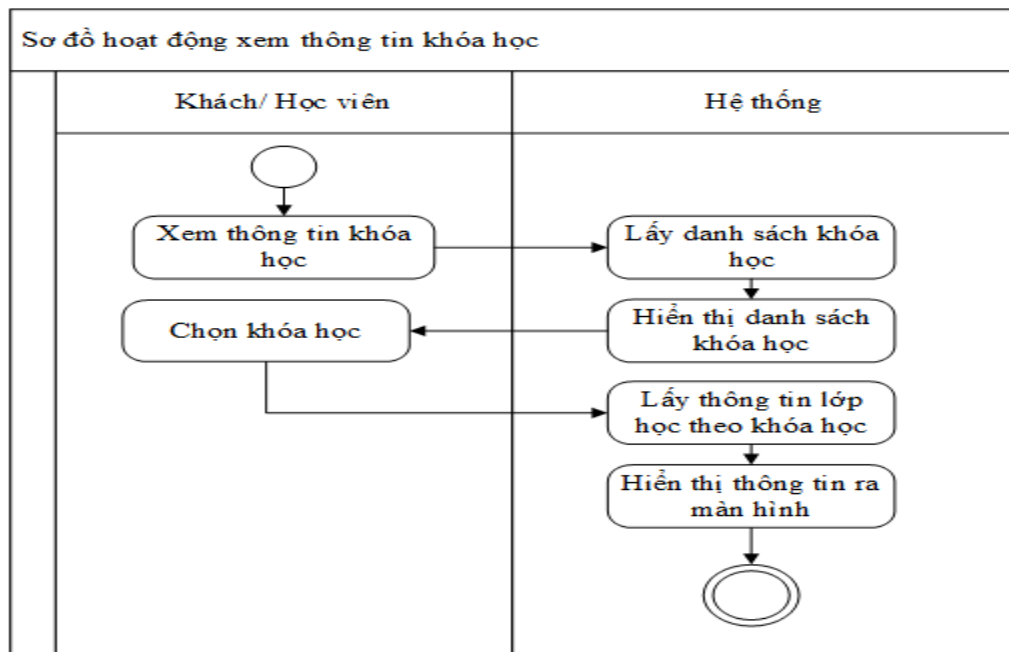 Sơ đồ hoạt động xem thông tin khóa học
Khách/ Học viên
Hệ thống
Xem thông tin khóa
học
Lấy danh sách khóa
học
Hiển thị danh sách
khóa học
Chọn khóa học
Lấy thông tin lớp
học theo khóa học
Hiển thị thông tin ra
màn hình